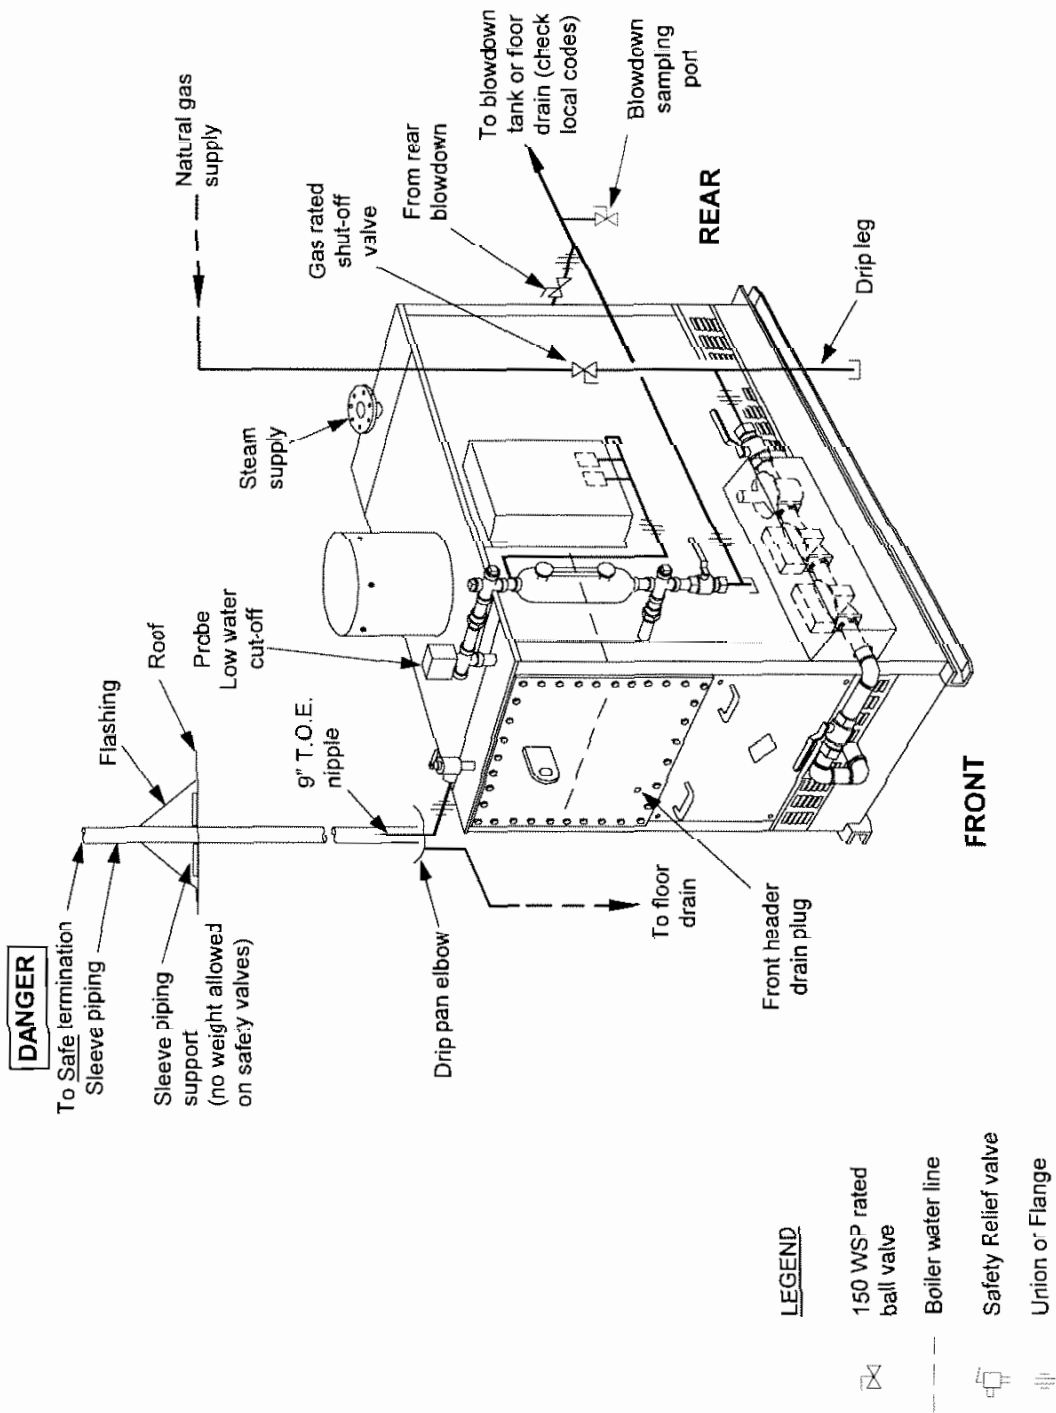 DANGER
To Safe termination
Sleeve piping
Sleeve piping
support
(no weight allowed
on safety valves)
Flashing
Roof
Probe
Low water
cut-off
9" T.O.E.
nipple
Drip pan elbow
To floor
drain
Front header
drain plug
FRONT
Steam
supply
Natural gas
supply
Gas rated
shut-off
valve
From rear
blowdown
To blowdown
tank or floor
drain (check
local codes)
Blowdown
sampling
port
REAR
Drip leg
LEGEND
150 WSP rated
ball valve
Boiler water line
Safety Relief valve
Union or Flange